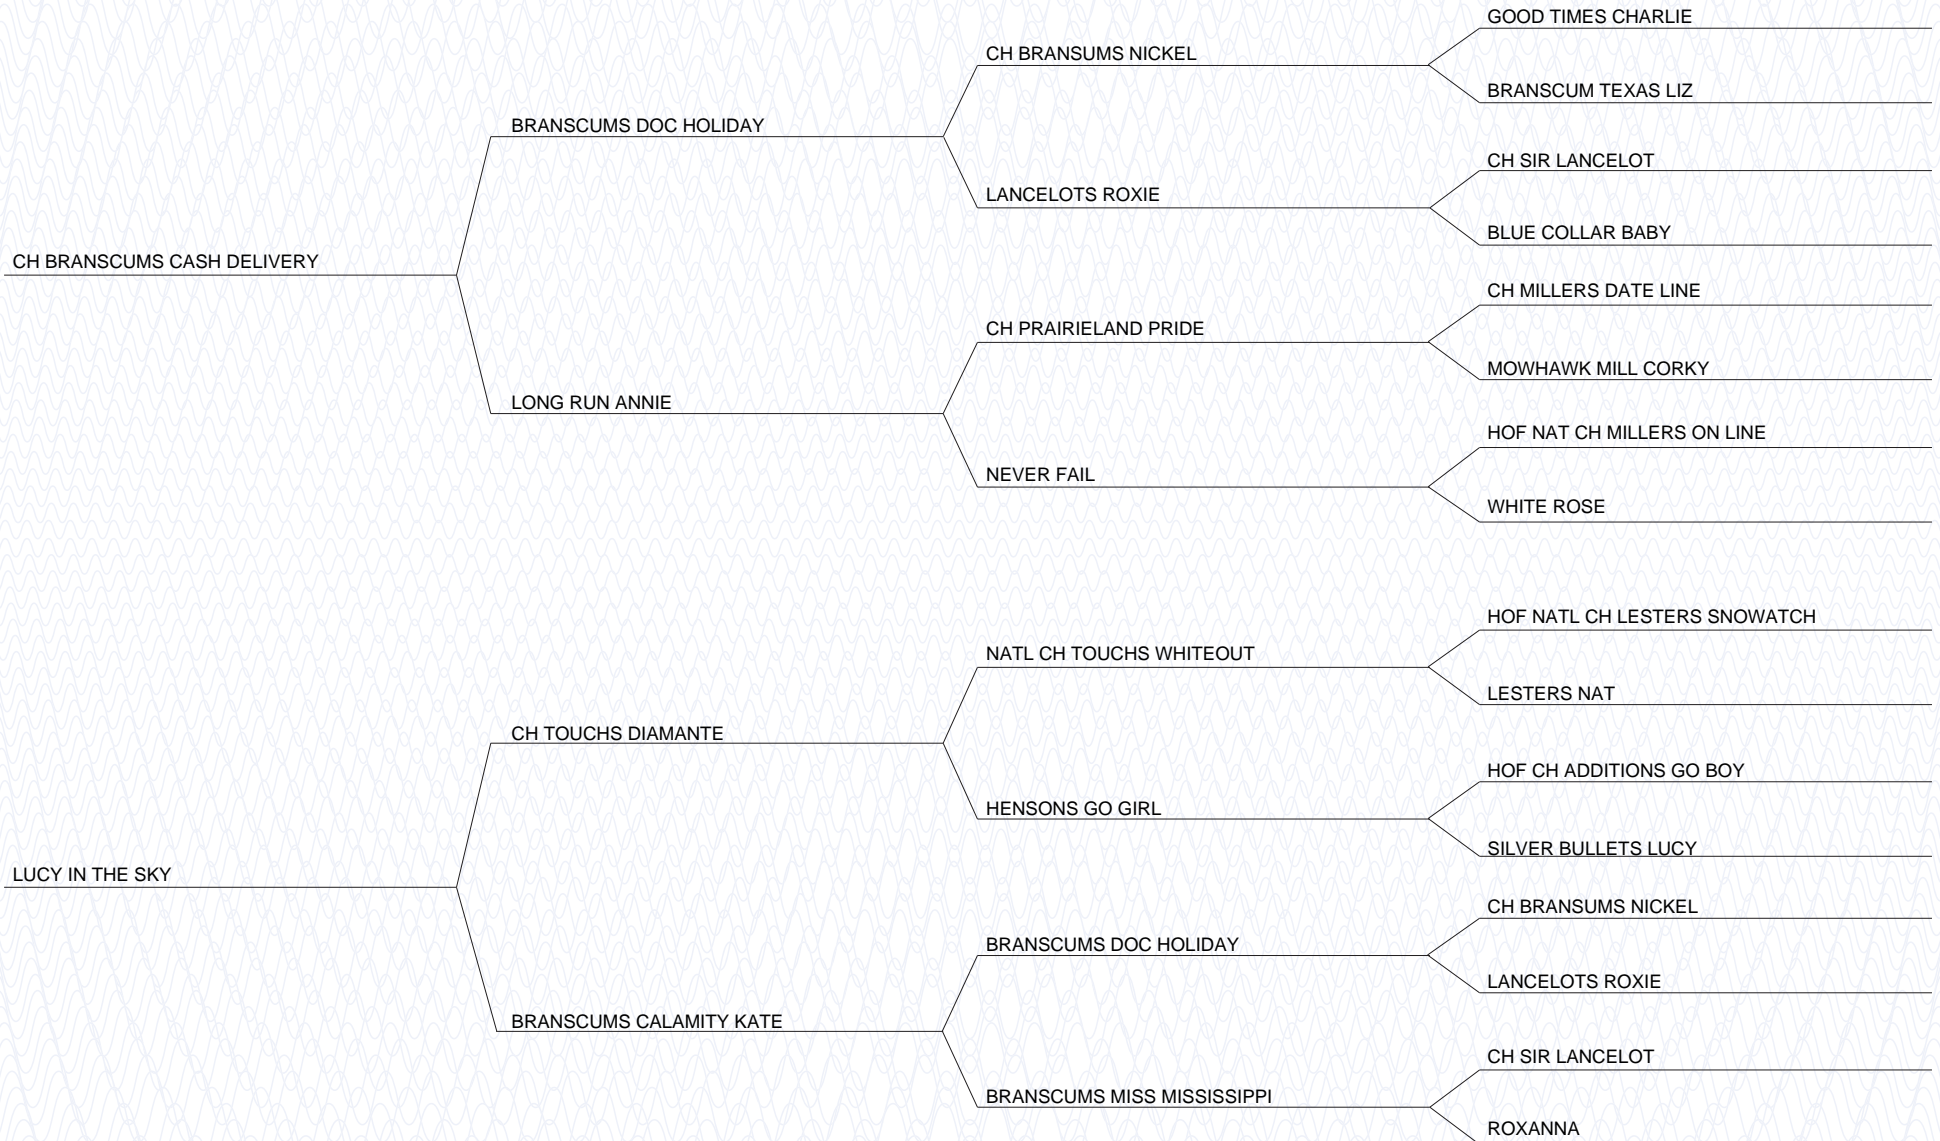 GOOD TIMES CHARLIE
CH BRANSUMS NICKEL
BRANSCUM TEXAS LIZ
BRANSCUMS DOC HOLIDAY
CH SIR LANCELOT
LANCELOTS ROXIE
BLUE COLLAR BABY
CH BRANSCUMS CASH DELIVERY
CH MILLERS DATE LINE
CH PRAIRIELAND PRIDE
MOWHAWK MILL CORKY
LONG RUN ANNIE
HOF NAT CH MILLERS ON LINE
NEVER FAIL
WHITE ROSE
HOF NATL CH LESTERS SNOWATCH
NATL CH TOUCHS WHITEOUT
LESTERS NAT
CH TOUCHS DIAMANTE
HOF CH ADDITIONS GO BOY
HENSONS GO GIRL
SILVER BULLETS LUCY
LUCY IN THE SKY
CH BRANSUMS NICKEL
BRANSCUMS DOC HOLIDAY
LANCELOTS ROXIE
BRANSCUMS CALAMITY KATE
CH SIR LANCELOT
BRANSCUMS MISS MISSISSIPPI
ROXANNA